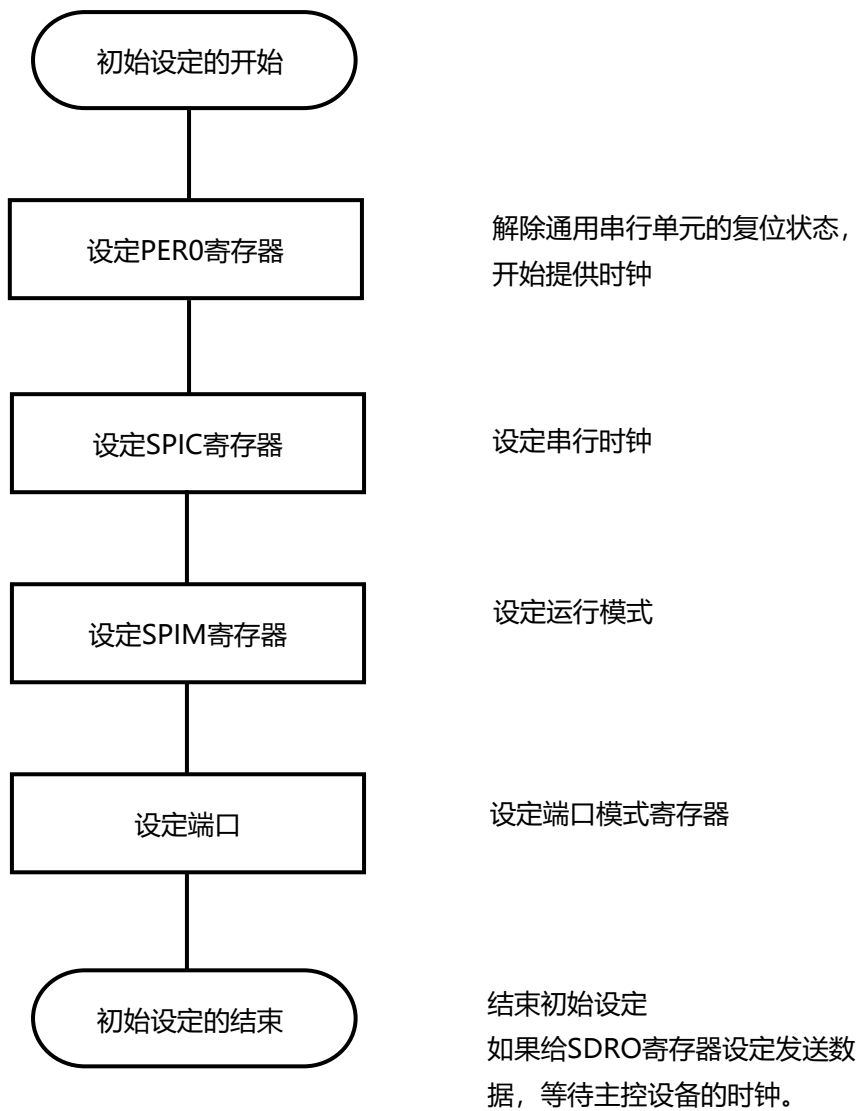 初始设定的开始
设定PER0寄存器
解除通用串行单元的复位状态，
开始提供时钟
设定SPIC寄存器
设定串行时钟
设定SPIM寄存器
设定运行模式
设定端口
设定端口模式寄存器
初始设定的结束
结束初始设定
如果给SDRO寄存器设定发送数
据，等待主控设备的时钟。